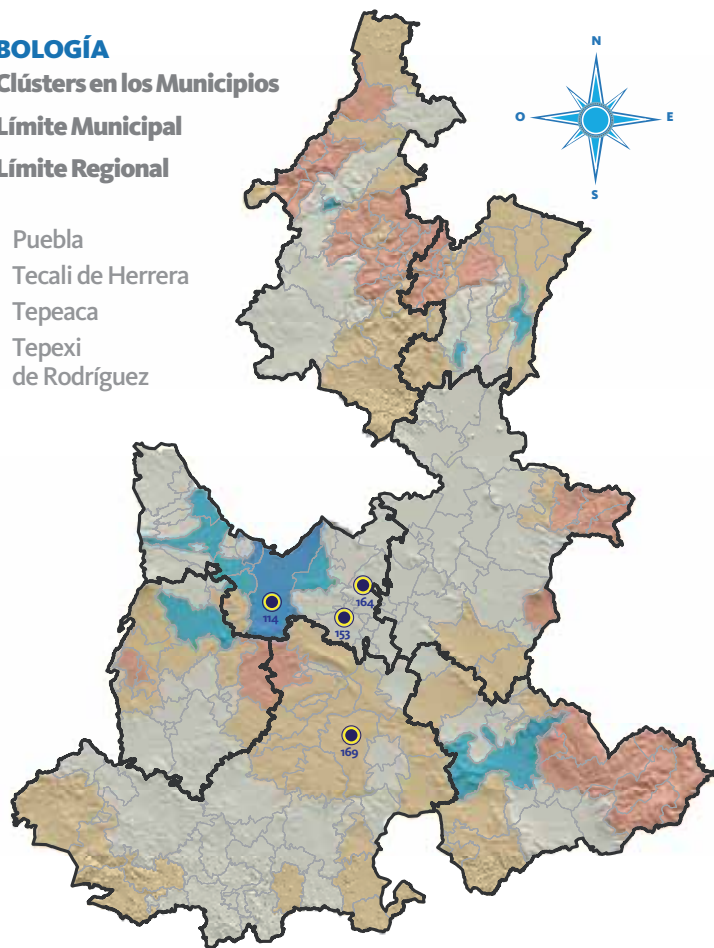 BOLOGÍA
Clústers en los Municipios
Límite Municipal
Límite Regional
Puebla
Tecali de Herrera
Tepeaca
Tepexi
de Rodríguez
N
O
E
S
164
114
153
169